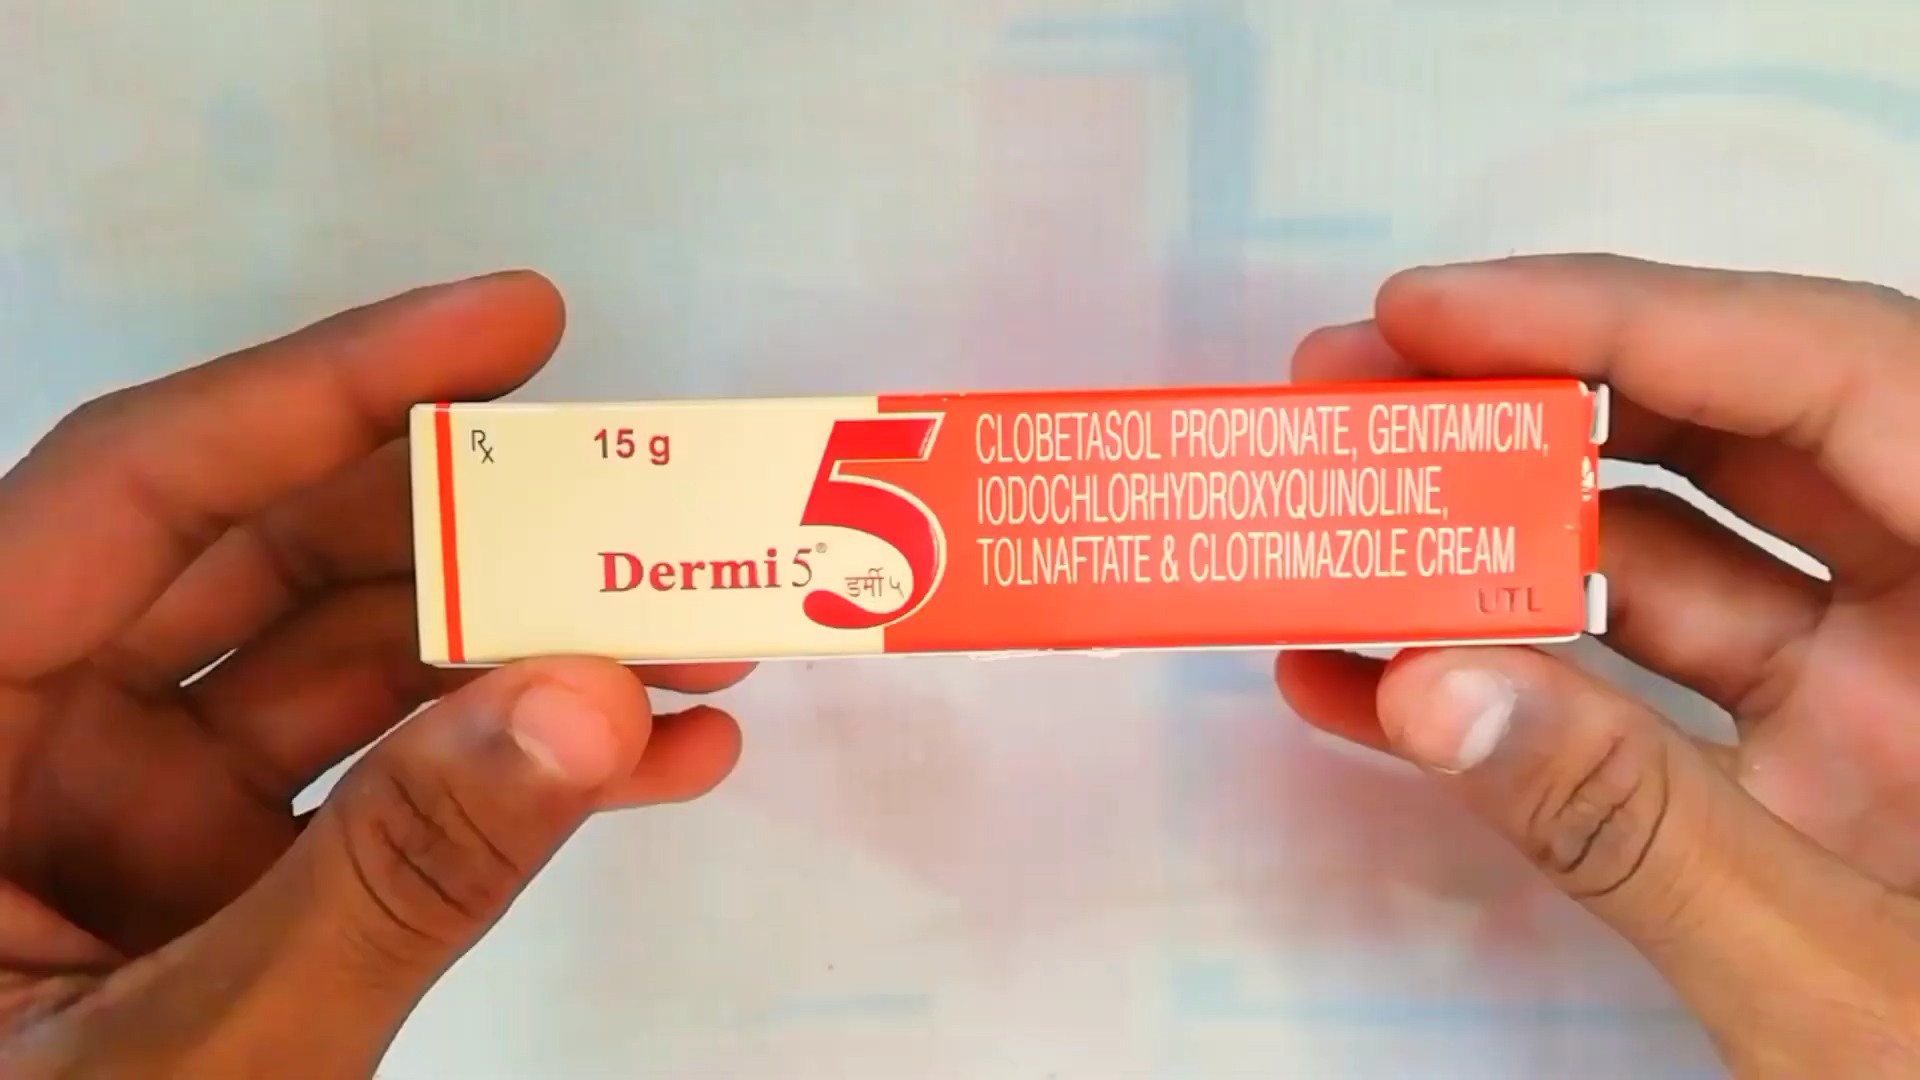 Rx
15 g
Dermi 5®
डर्मी ५
5
CLOBETASOL PROPIONATE, GENTAMICIN,
IODOCHLORHYDROXYQUINOLINE,
TOLNAFTATE & CLOTRIMAZOLE CREAM
UTL